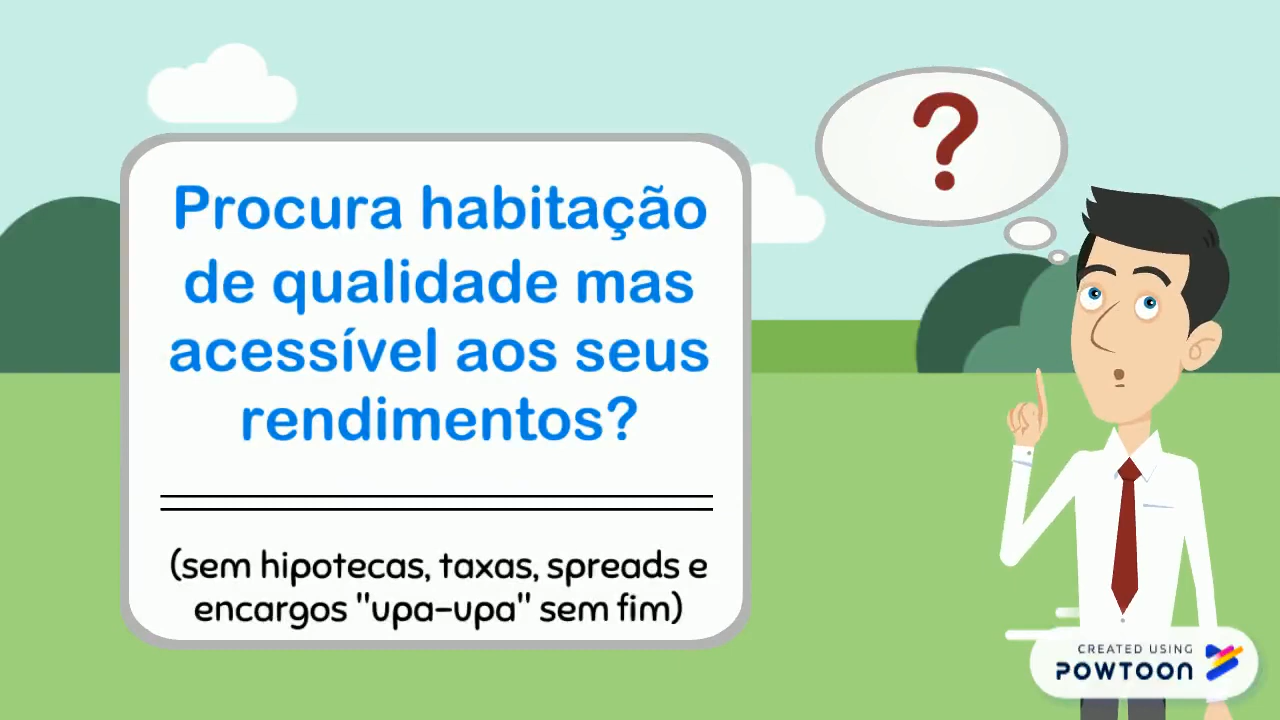 ?
Procura habitação
de qualidade mas
acessível aos seus
rendimentos?
(sem hipotecas, taxas, spreads e
encargos "upa-upa" sem fim)
CREATED USING
POWTOON